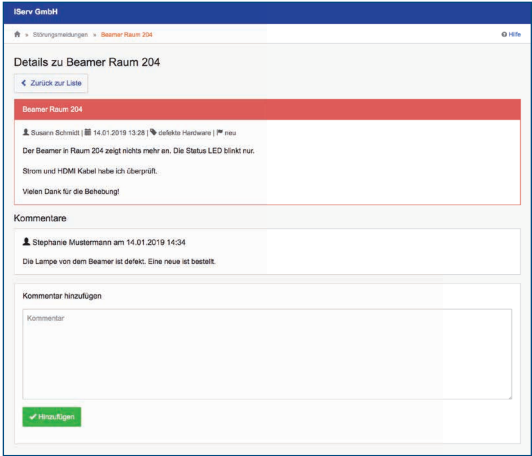 IServ GmbH
» Störungsmeldungen » Beamer Raum 204
Hilfe
Details zu Beamer Raum 204
Zurück zur Liste
Beamer Raum 204
Susann Schmidt | 14.01.2019 13:28 | defekte Hardware | neu
Der Beamer in Raum 204 zeigt nichts mehr an. Die Status LED blinkt nur.
Strom und HDMI Kabel habe ich überprüft.
Vielen Dank für die Behebung!
Kommentare
Stephanie Mustermann am 14.01.2019 14:34
Die Lampe von dem Beamer ist defekt. Eine neue ist bestellt.
Kommentar hinzufügen
Kommentar
Hinzufügen